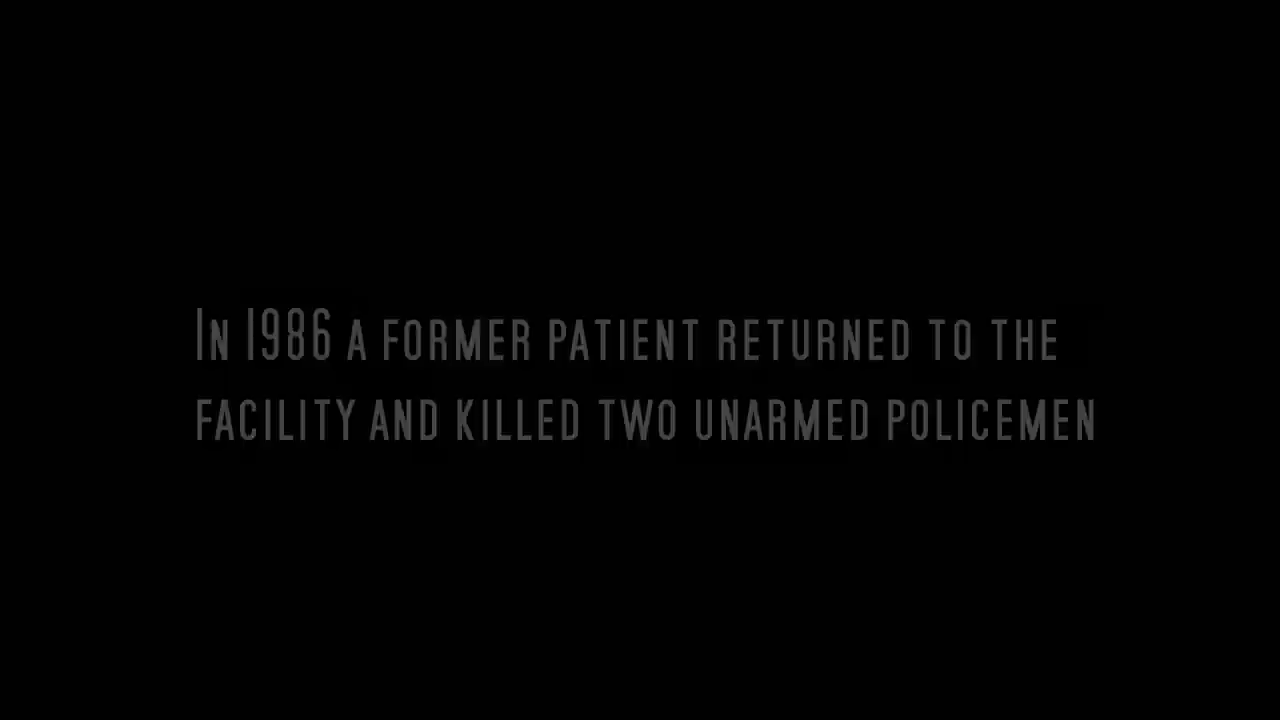 In 1986 a former patient returned to the
facility and killed two unarmed policemen